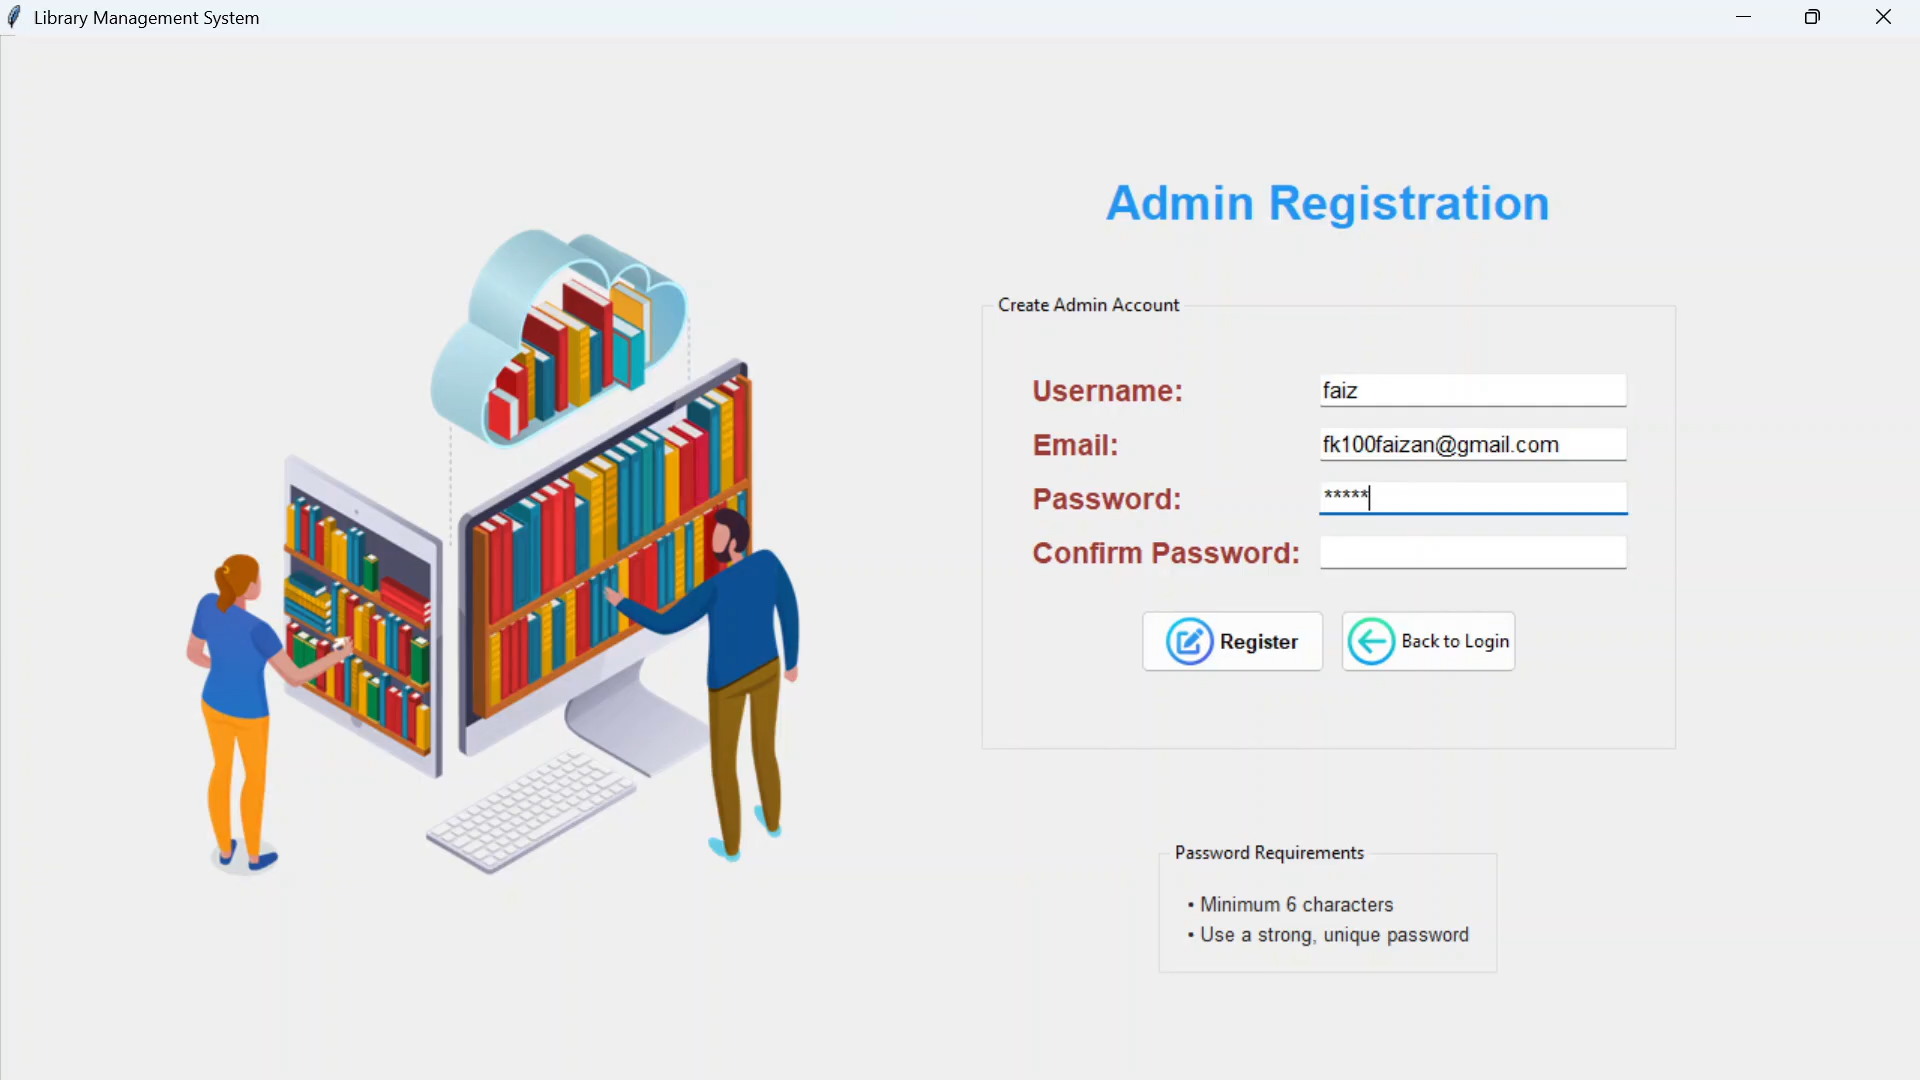 Library Management System
Admin Registration
Create Admin Account
Username: faiz
Email: fk100faizan@gmail.com
Password: *****
Confirm Password:
Register Back to Login
Password Requirements
• Minimum 6 characters
• Use a strong, unique password